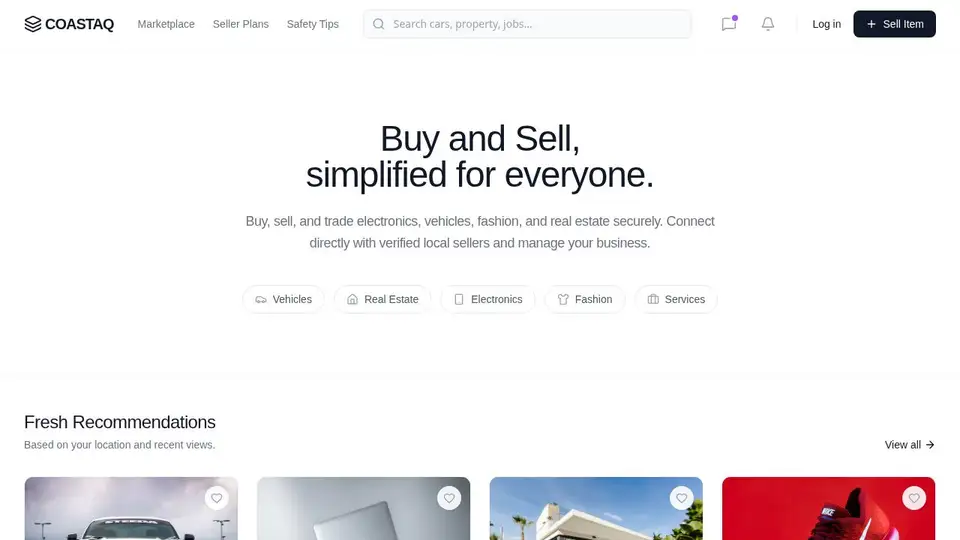 COASTAQ
Marketplace
Seller Plans
Safety Tips
Search cars, property, jobs...
Log in
Sell Item
Buy and Sell,
simplified for everyone.
Buy, sell, and trade electronics, vehicles, fashion, and real estate securely. Connect
directly with verified local sellers and manage your business.
Vehicles
Real Estate
Electronics
Fashion
Services
Fresh Recommendations
Based on your location and recent views.
View all
NIKE